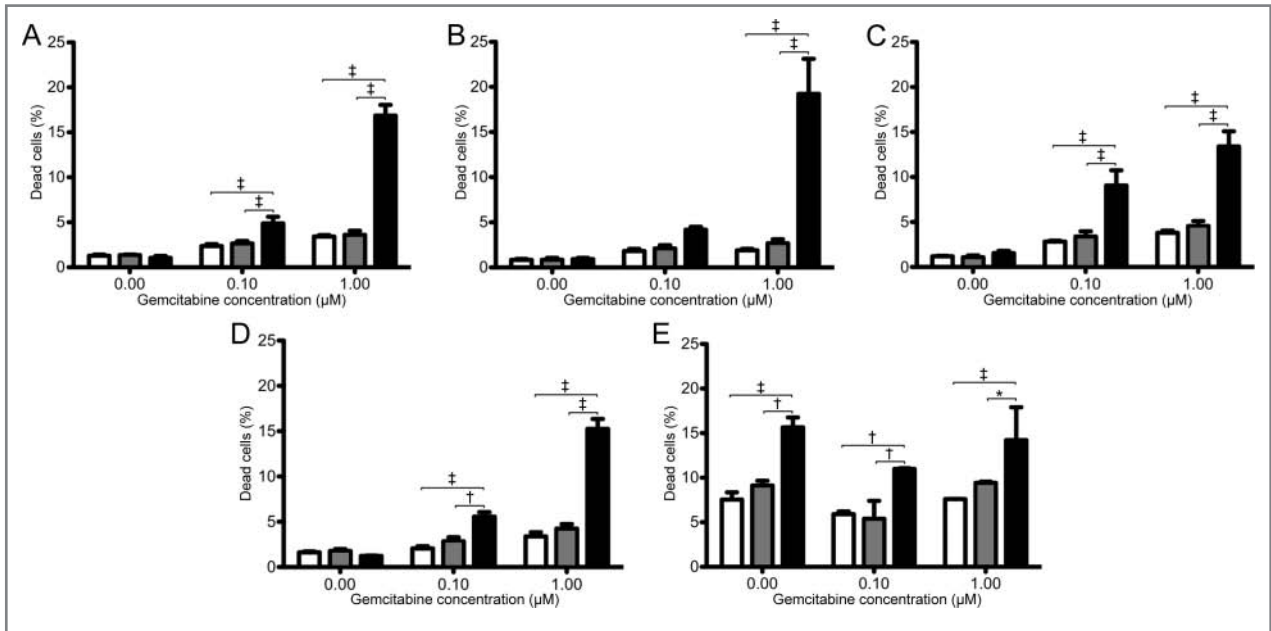 A
25
20
15
10
5
0
Dead cells (%)
‡
‡
‡
‡
0.00 0.10 1.00
Gemcitabine concentration (µM)
B
25
20
15
10
5
0
Dead cells (%)
‡
‡
0.00 0.10 1.00
Gemcitabine concentration (µM)
C
25
20
15
10
5
0
Dead cells (%)
‡
‡
‡
‡
0.00 0.10 1.00
Gemcitabine concentration (µM)
D
25
20
15
10
5
0
Dead cells (%)
‡
†
‡
‡
0.00 0.10 1.00
Gemcitabine concentration (µM)
E
25
20
15
10
5
0
Dead cells (%)
‡
†
†
†
‡
*
0.00 0.10 1.00
Gemcitabine concentration (µM)